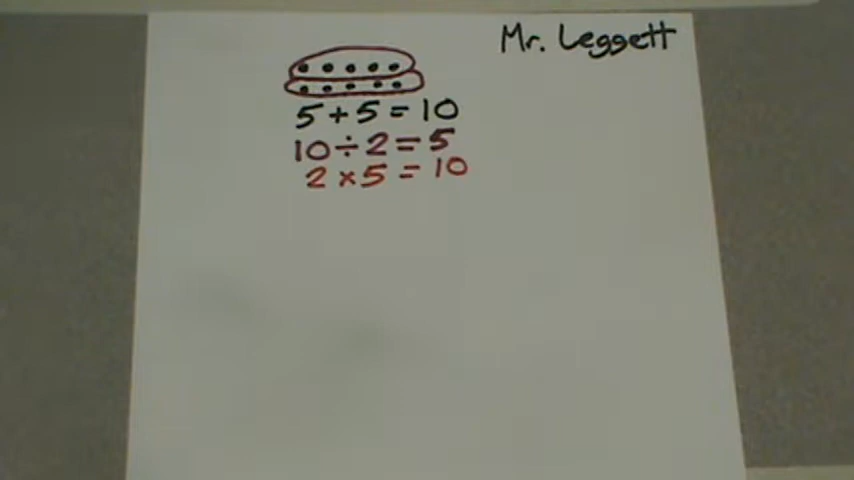 Mr. Leggett
5 + 5 = 10
10 ÷ 2 = 5
2 × 5 = 10